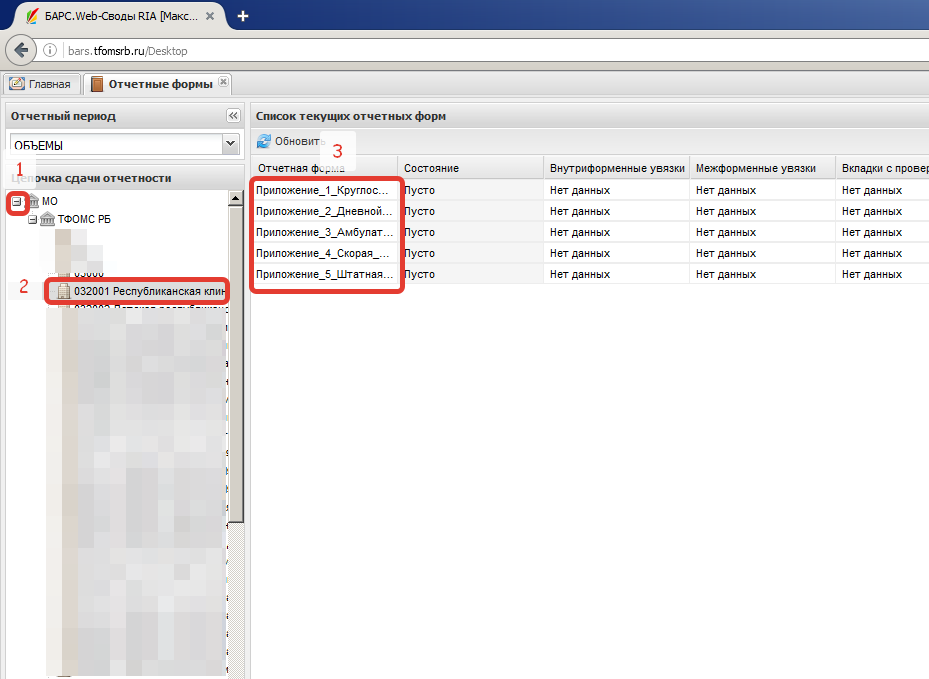 БАРС.Web-Своды RIA [Макс...
bars.tfomsrb.ru/Desktop
Главная
Отчетные формы
Отчетный период
Список текущих отчетных форм
ОБЪЕМЫ
Обновить
3
1
сдачи отчетности
Отчетная форма Состояние Внутриформенные увязки Межформенные увязки Вкладки с провер
МО
Приложение_1_Круглос... Пусто Нет данных Нет данных Нет данных
ТФОМС РБ
Приложение_2_Дневной... Пусто Нет данных Нет данных Нет данных
Приложение_3_Амбулат... Пусто Нет данных Нет данных Нет данных
Приложение_4_Скорая_... Пусто Нет данных Нет данных Нет данных
Приложение_5_Штатная... Пусто Нет данных Нет данных Нет данных
2
032001 Республиканская клин